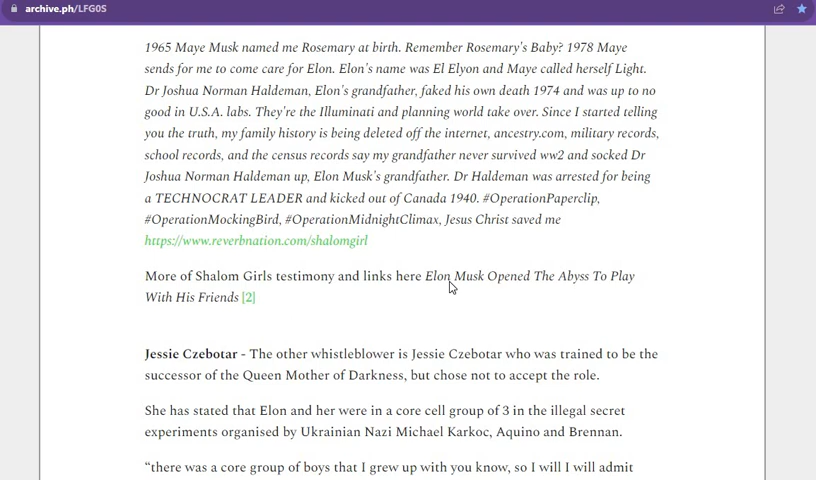 archive.ph/LFG0S
1965 Maye Musk named me Rosemary at birth. Remember Rosemary's Baby? 1978 Maye
sends for me to come care for Elon. Elon's name was El Elyon and Maye called herself Light.
Dr Joshua Norman Haldeman, Elon's grandfather, faked his own death 1974 and was up to no
good in U.S.A. labs. They're the Illuminati and planning world take over. Since I started telling
you the truth, my family history is being deleted off the internet, ancestry.com, military records,
school records, and the census records say my grandfather never survived ww2 and socked Dr
Joshua Norman Haldeman up, Elon Musk's grandfather. Dr Haldeman was arrested for being
a TECHNOCRAT LEADER and kicked out of Canada 1940. #OperationPaperclip,
#OperationMockingBird, #OperationMidnightClimax, Jesus Christ saved me
https://www.reverbnation.com/shalomgirl
More of Shalom Girls testimony and links here Elon Musk Opened The Abyss To Play
With His Friends [2]
Jessie Czebotar - The other whistleblower is Jessie Czebotar who was trained to be the
successor of the Queen Mother of Darkness, but chose not to accept the role.
She has stated that Elon and her were in a core cell group of 3 in the illegal secret
experiments organised by Ukrainian Nazi Michael Karkoc, Aquino and Brennan.
“there was a core group of boys that I grew up with you know, so I will I will admit